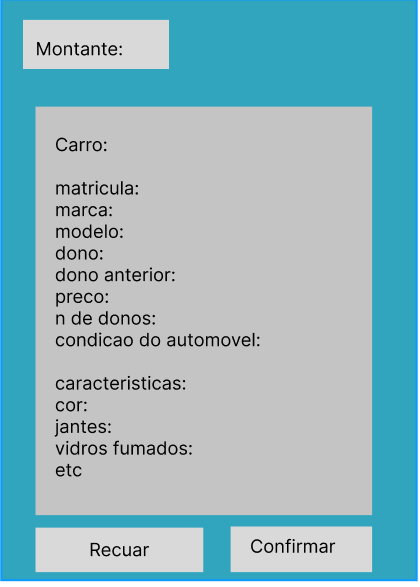 Montante:
Carro:
matricula:
marca:
modelo:
dono:
dono anterior:
preco:
n de donos:
condicao do automovel:
caracteristicas:
cor:
jantes:
vidros fumados:
etc
Recuar
Confirmar